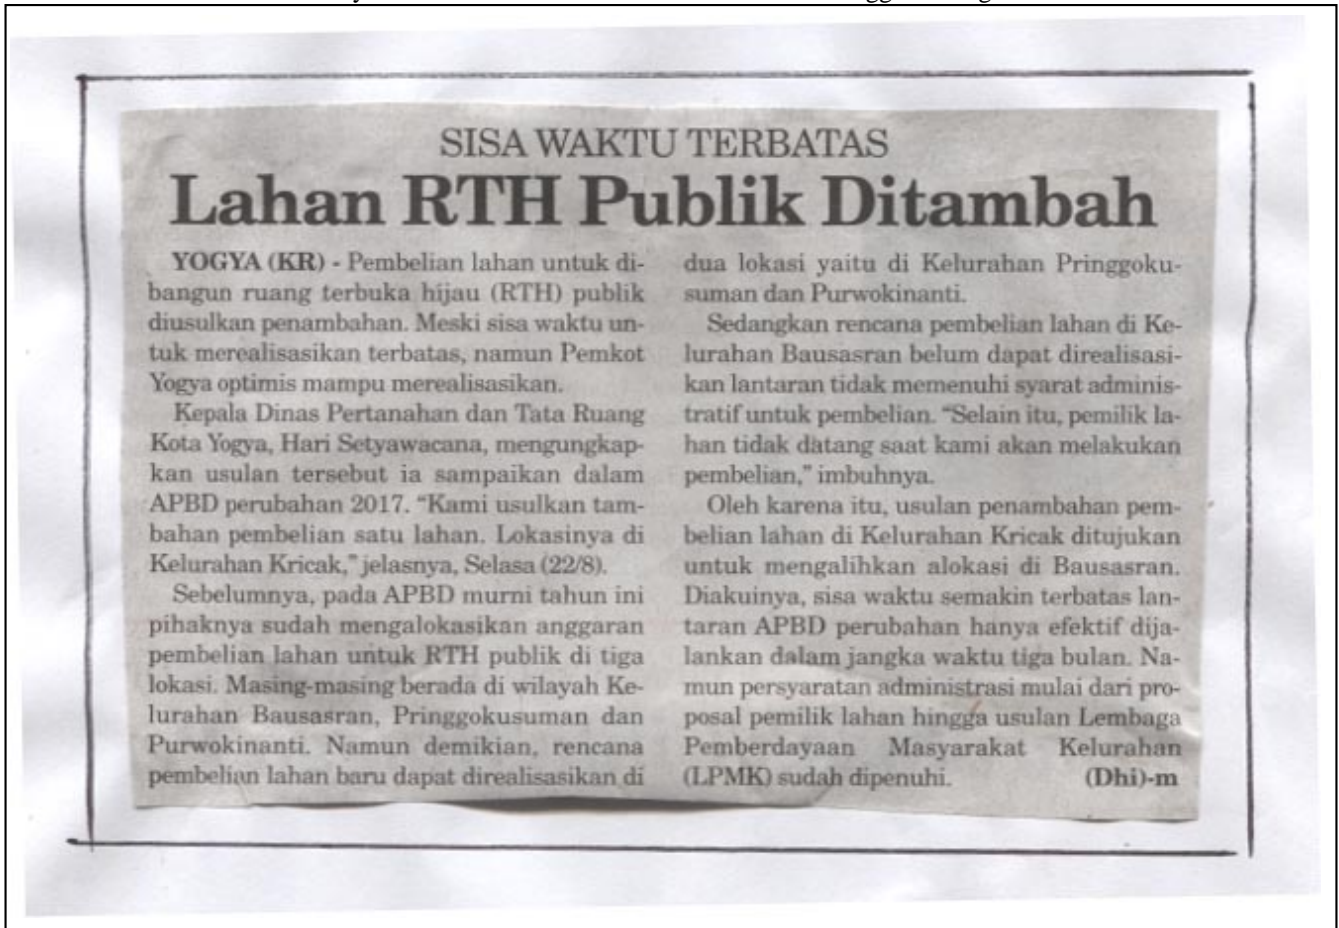 SISA WAKTU TERBATAS
Lahan RTH Publik Ditambah
YOGYA (KR) - Pembelian lahan untuk di-
bangun ruang terbuka hijau (RTH) publik
diusulkan penambahan. Meski sisa waktu un-
tuk merealisasikan terbatas, namun Pemkot
Yogya optimis mampu merealisasikan.
Kepala Dinas Pertanahan dan Tata Ruang
Kota Yogya, Hari Setyawacana, mengungkap-
kan usulan tersebut ia sampaikan dalam
APBD perubahan 2017. “Kami usulkan tam-
bahan pembelian satu lahan. Lokasinya di
Kelurahan Kricak,” jelasnya, Selasa (22/8).
Sebelumnya, pada APBD murni tahun ini
pihaknya sudah mengalokasikan anggaran
pembelian lahan untuk RTH publik di tiga
lokasi. Masing-masing berada di wilayah Ke-
lurahan Bausasran, Pringgokusuman dan
Purwokinanti. Namun demikian, rencana
pembelian lahan baru dapat direalisasikan di
dua lokasi yaitu di Kelurahan Pringgoku-
suman dan Purwokinanti.
Sedangkan rencana pembelian lahan di Ke-
lurahan Bausasran belum dapat direalisasi-
kan lantaran tidak memenuhi syarat adminis-
tratif untuk pembelian. “Selain itu, pemilik la-
han tidak datang saat kami akan melakukan
pembelian,” imbuhnya.
Oleh karena itu, usulan penambahan pem-
belian lahan di Kelurahan Kricak ditujukan
untuk mengalihkan alokasi di Bausasran.
Diakuinya, sisa waktu semakin terbatas lan-
taran APBD perubahan hanya efektif dija-
lankan dalam jangka waktu tiga bulan. Na-
mun persyaratan administrasi mulai dari pro-
posal pemilik lahan hingga usulan Lembaga
Pemberdayaan Masyarakat Kelurahan
(LPMK) sudah dipenuhi. (Dhi)-m